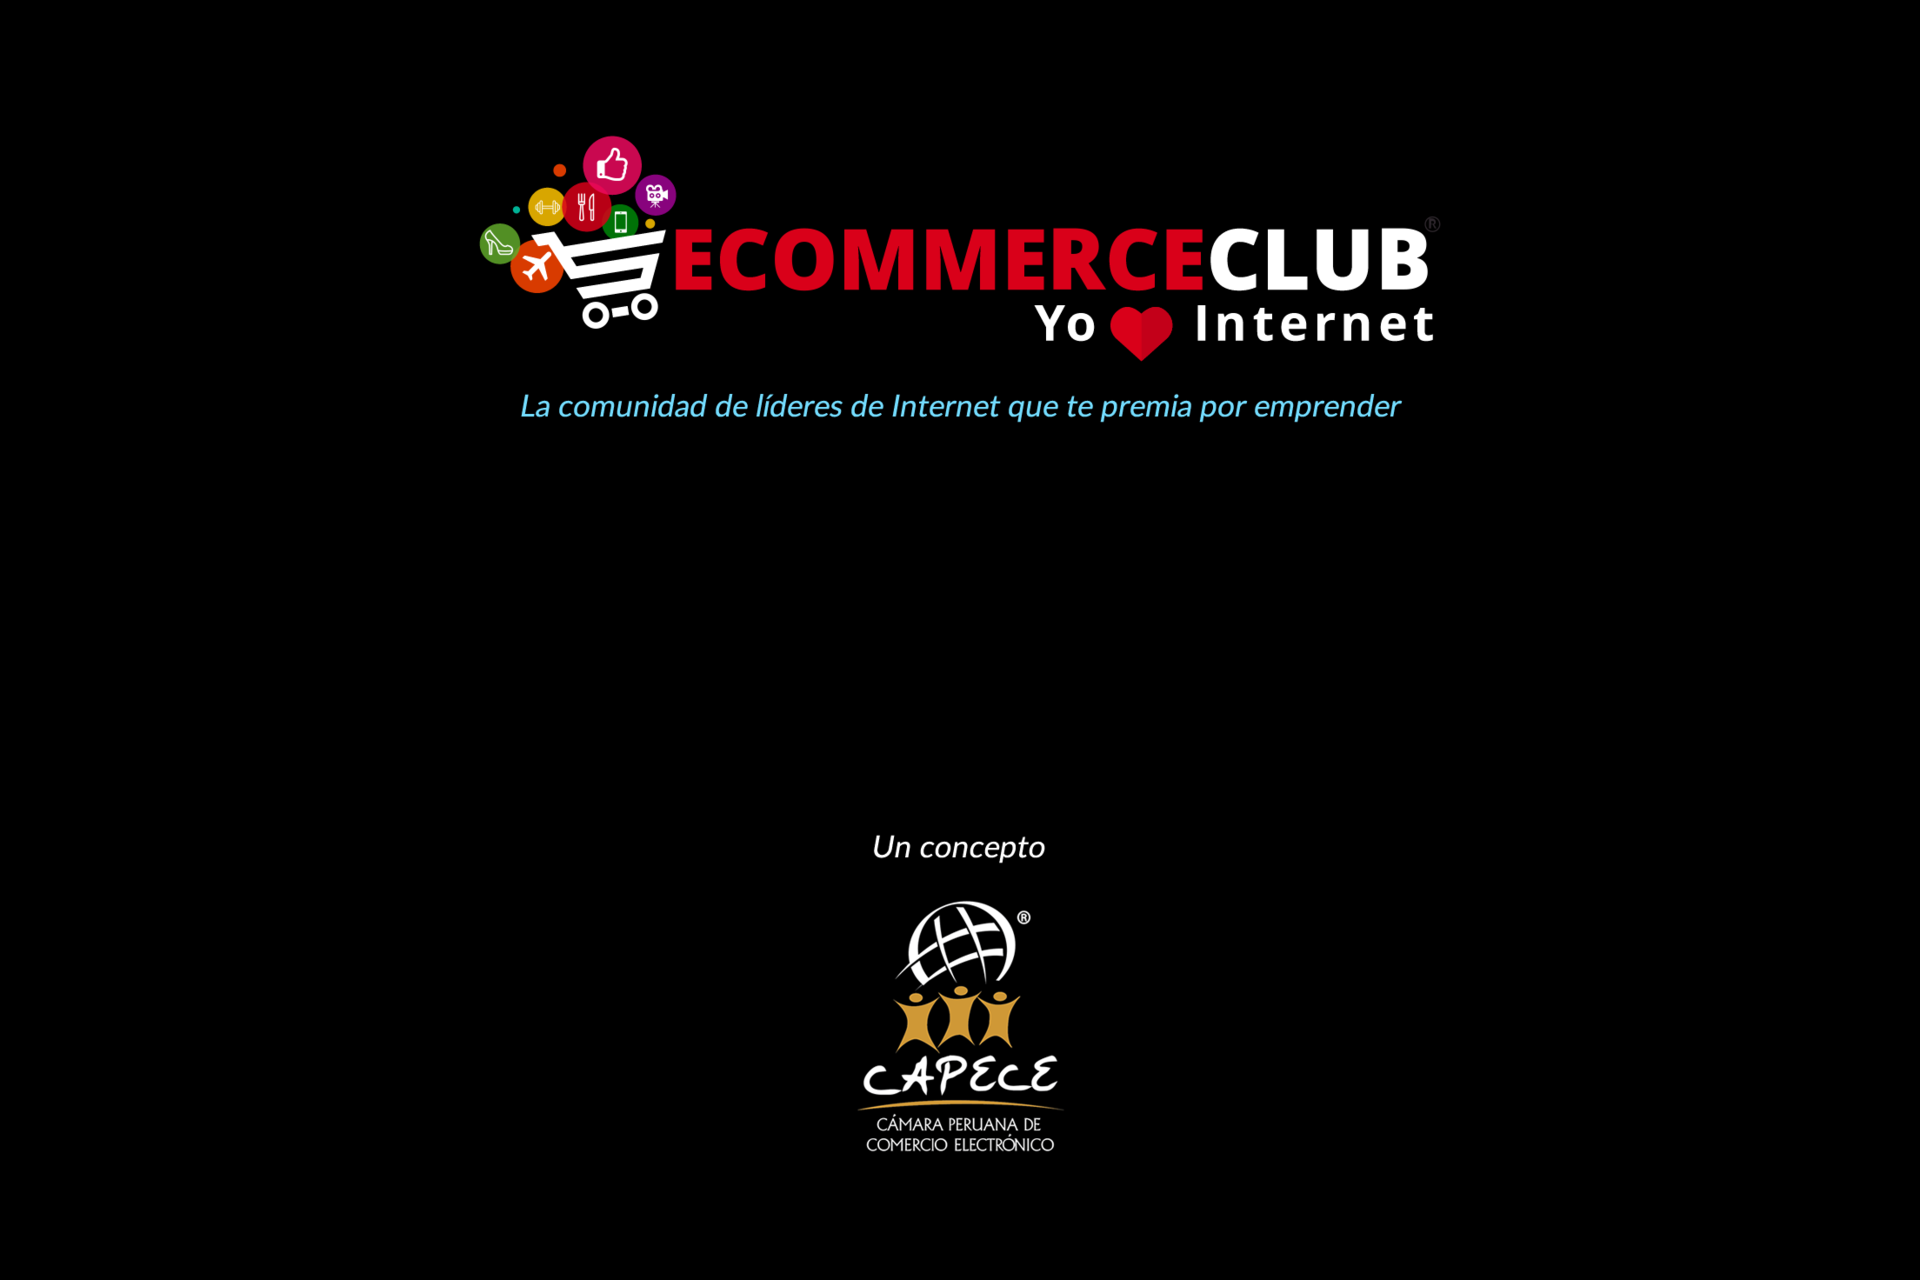 ECOMMERCECLUB®
Yo Internet
La comunidad de líderes de Internet que te premia por emprender
Un concepto
®
CAPECE
CÁMARA PERUANA DE
COMERCIO ELECTRÓNICO